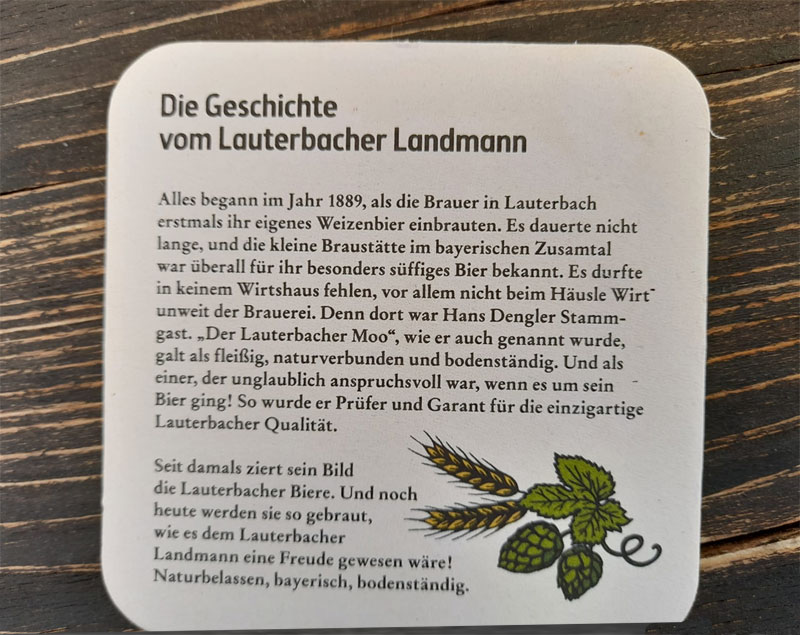 Die Geschichte
vom Lauterbacher Landmann
Alles begann im Jahr 1889, als die Brauer in Lauterbach
erstmals ihr eigenes Weizenbier einbrauten. Es dauerte nicht
lange, und die kleine Braustätte im bayerischen Zusamtal
war überall für ihr besonders süffiges Bier bekannt. Es durfte
in keinem Wirtshaus fehlen, vor allem nicht beim Häusle Wirt
unweit der Brauerei. Denn dort war Hans Dengler Stamm-
gast. „Der Lauterbacher Moo“, wie er auch genannt wurde,
galt als fleißig, naturverbunden und bodenständig. Und als
einer, der unglaublich anspruchsvoll war, wenn es um sein
Bier ging! So wurde er Prüfer und Garant für die einzigartige
Lauterbacher Qualität.
Seit damals ziert sein Bild
die Lauterbacher Biere. Und noch
heute werden sie so gebraut,
wie es dem Lauterbacher
Landmann eine Freude gewesen wäre!
Naturbelassen, bayerisch, bodenständig.